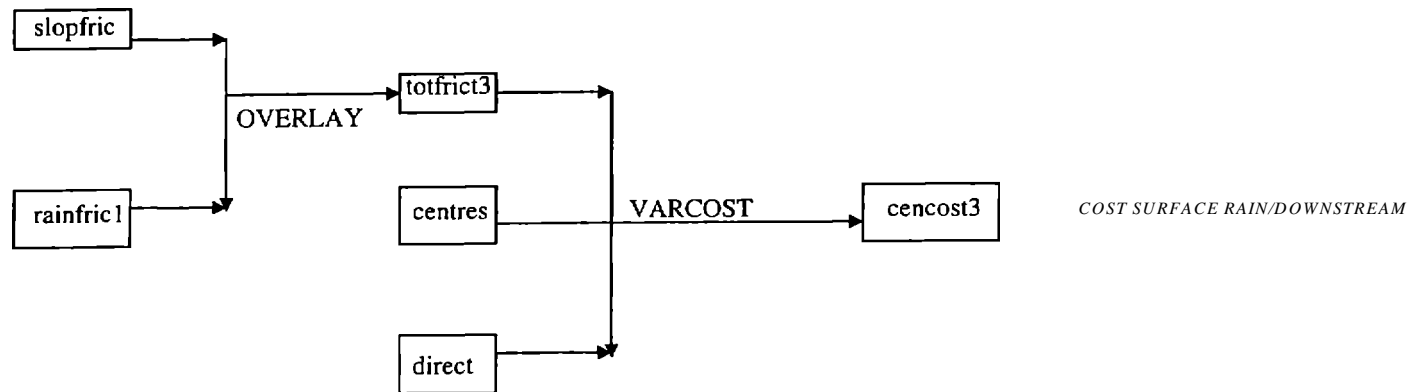 slopfric
totfrict3
OVERLAY
rainfric1
centres
VARCOST
cencost3
COST SURFACE RAIN/DOWNSTREAM
direct